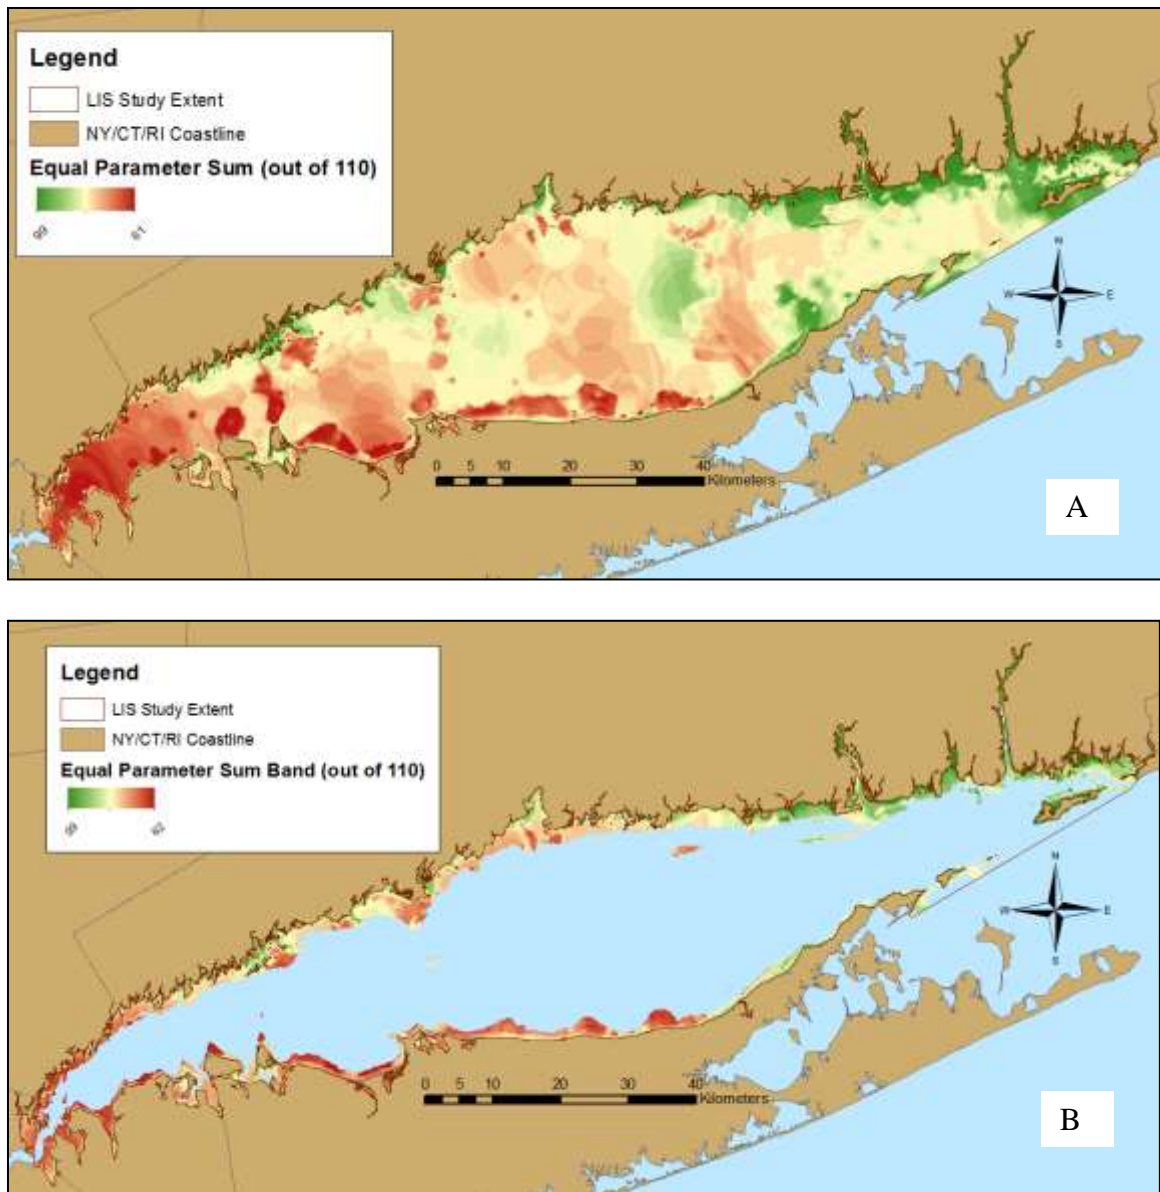 Legend
LIS Study Extent
NY/CT/RI Coastline
Equal Parameter Sum (out of 110)
99 61
N
W E
S
0 5 10 20 30 40
Kilometers
A
Legend
LIS Study Extent
NY/CT/RI Coastline
Equal Parameter Sum Band (out of 110)
N
W E
S
0 5 10 20 30 40
Kilometers
B